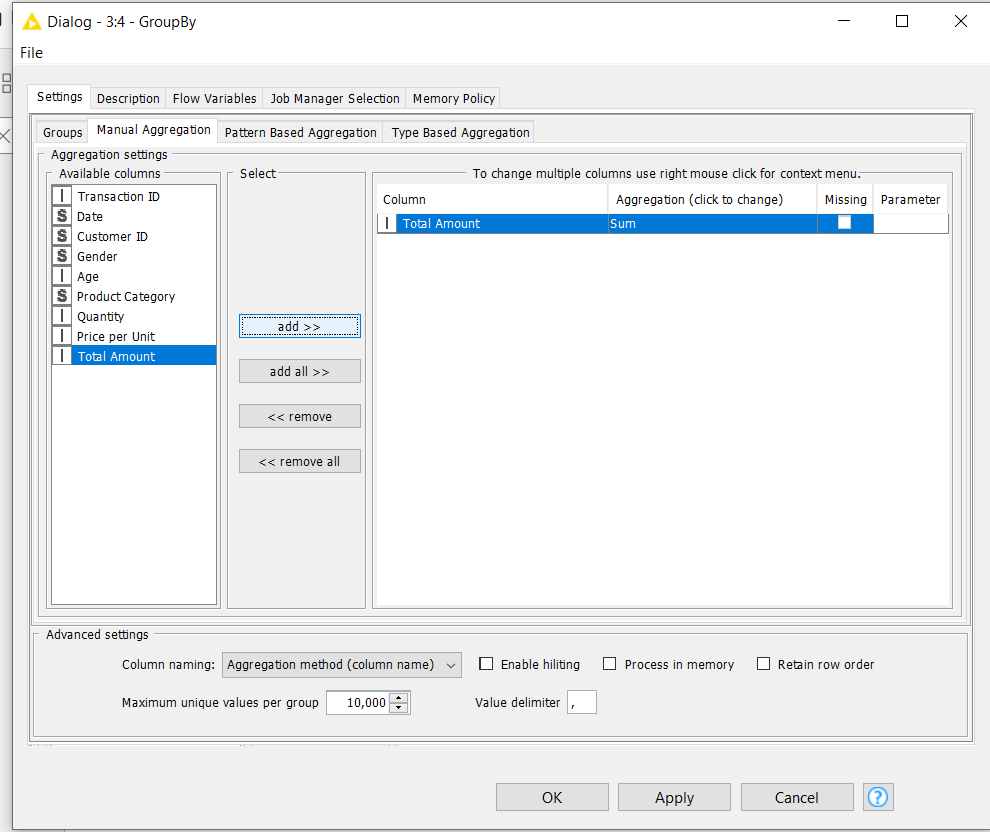 Dialog - 3:4 - GroupBy
File
Settings Description Flow Variables Job Manager Selection Memory Policy
Groups Manual Aggregation Pattern Based Aggregation Type Based Aggregation
Aggregation settings
Available columns
I Transaction ID
S Date
S Customer ID
S Gender
I Age
S Product Category
I Quantity
I Price per Unit
I Total Amount
Select
add >>
add all >>
<< remove
<< remove all
To change multiple columns use right mouse click for context menu.
Column Aggregation (click to change) Missing Parameter
I Total Amount Sum
Advanced settings
Column naming: Aggregation method (column name) Enable hiliting Process in memory Retain row order
Maximum unique values per group 10,000 Value delimiter ,
OK Apply Cancel ?